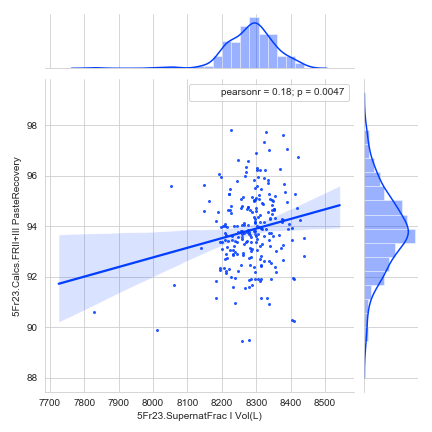 pearsonr = 0.18; p = 0.0047
98
96
94
92
90
88
5Fr23.Calcs.FRII+III PasteRecovery
7700 7800 7900 8000 8100 8200 8300 8400 8500
5Fr23.SupernatFrac I Vol(L)